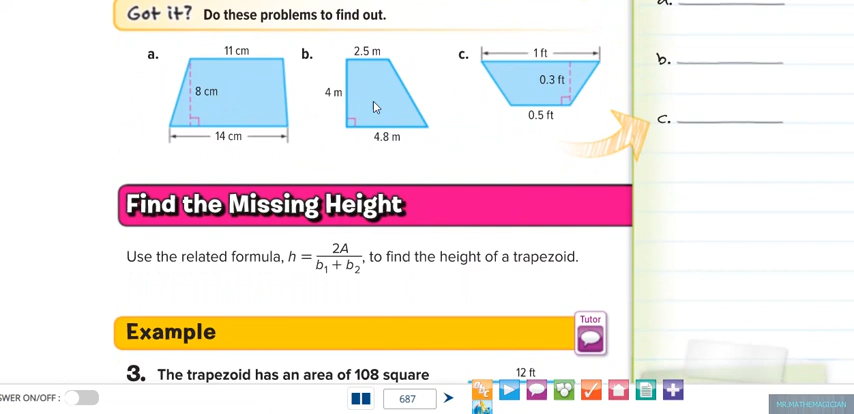 Got it? Do these problems to find out.
a.
11 cm
8 cm
14 cm
b.
2.5 m
4 m
4.8 m
c.
1 ft
0.3 ft
0.5 ft
a.
b.
c.
Find the Missing Height
Use the related formula, h = 2A / b₁ + b₂, to find the height of a trapezoid.
Example
Tutor
3. The trapezoid has an area of 108 square
12 ft
SWER ON/OFF :
687
MR.MATHEMAGICIAN